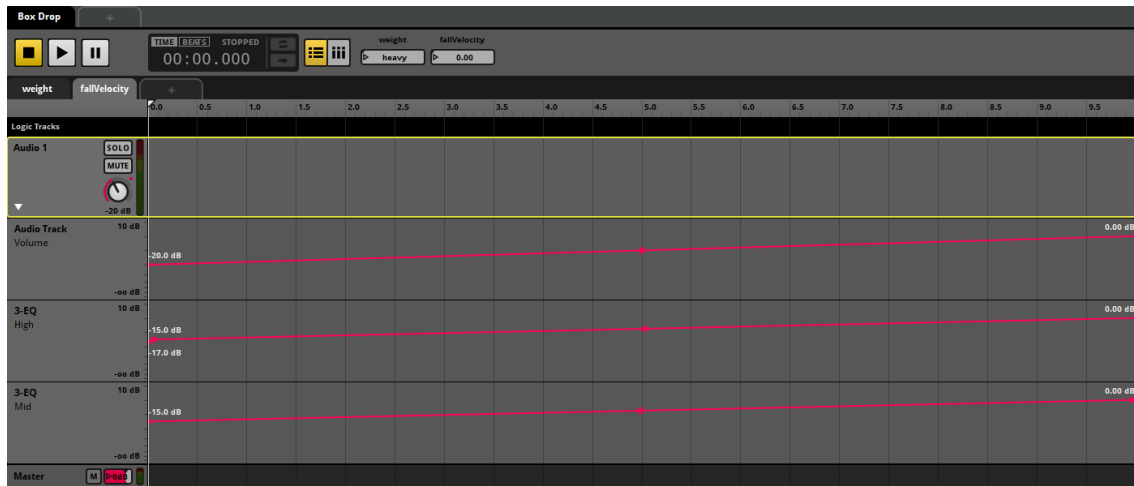 Box Drop +
TIME BEATS STOPPED
00:00.000
weight fallVelocity
heavy 0.00
weight fallVelocity +
0.0 0.5 1.0 1.5 2.0 2.5 3.0 3.5 4.0 4.5 5.0 5.5 6.0 6.5 7.0 7.5 8.0 8.5 9.0 9.5
Logic Tracks
Audio 1 SOLO
MUTE
-20 dB
Audio Track 10 dB 0.00 dB
Volume
-20.0 dB
-oo dB
3-EQ 10 dB 0.00 dB
High -15.0 dB
-17.0 dB
-oo dB
3-EQ 10 dB 0.00 dB
Mid -15.0 dB
-oo dB
Master M 0dB